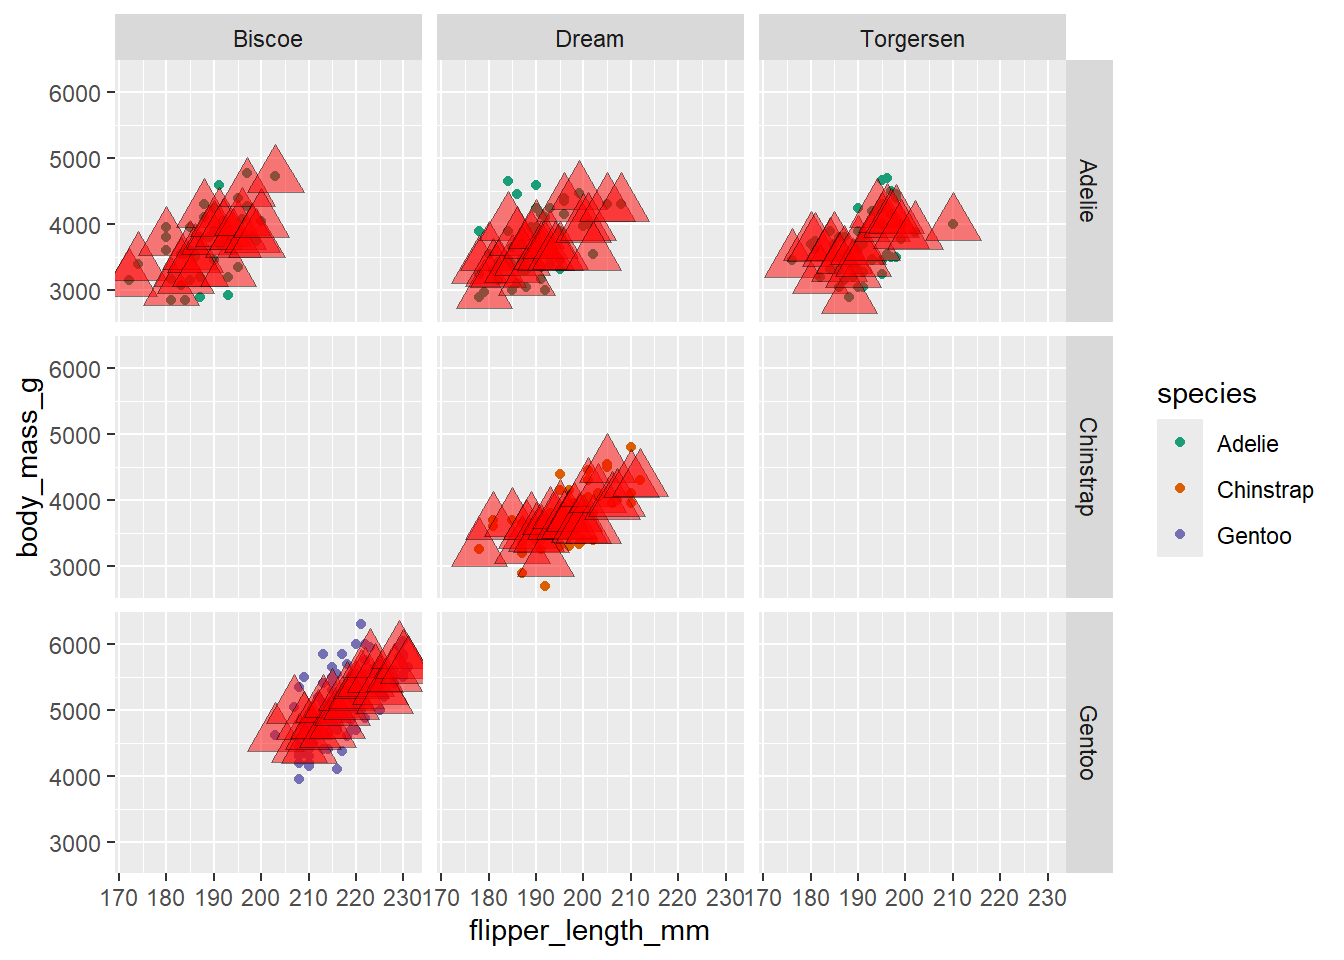 Biscoe Dream Torgersen
6000
5000
4000
3000
Adelie
6000
5000
4000
3000
Chinstrap
6000
5000
4000
3000
Gentoo
170 180 190 200 210 220 230 170 180 190 200 210 220 230 170 180 190 200 210 220 230
flipper_length_mm
body_mass_g
species
Adelie
Chinstrap
Gentoo